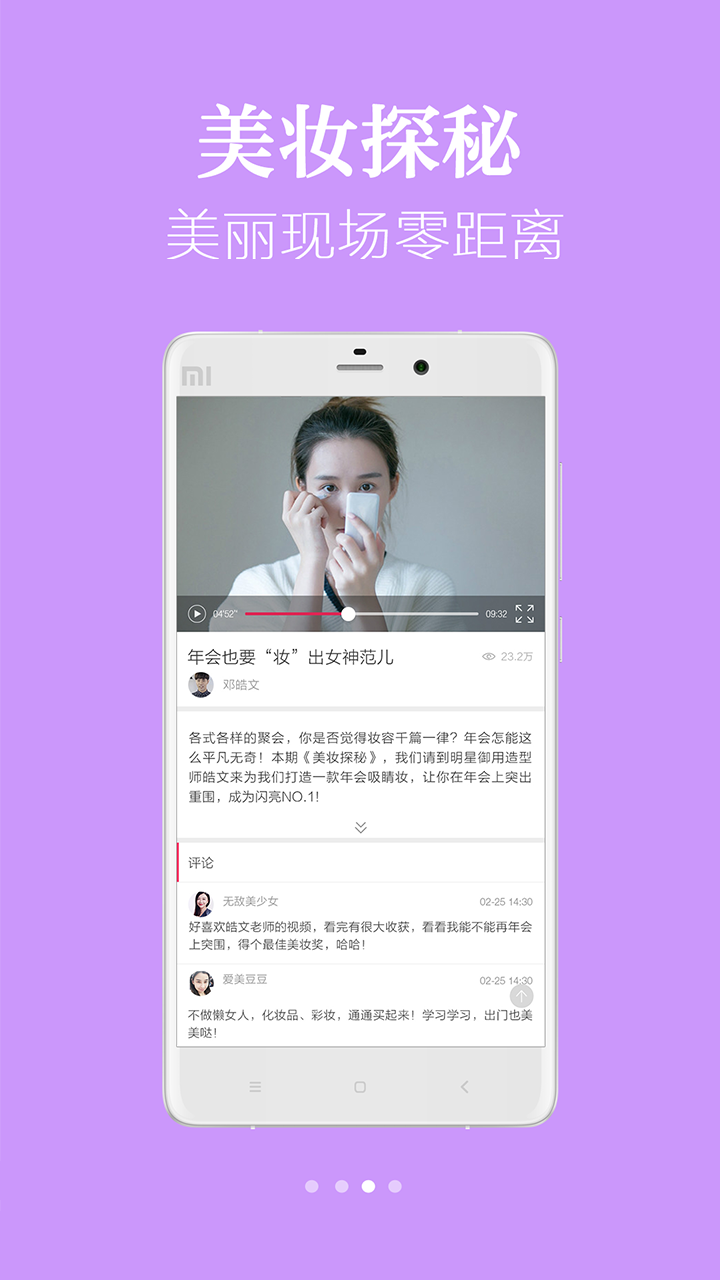 美妆探秘
美丽现场零距离
MI
04'52"
09:32
年会也要“妆”出女神范儿
23.2万
邓皓文
各式各样的聚会，你是否觉得妆容千篇一律？年会怎能这
么平凡无奇！本期《美妆探秘》，我们请到明星御用造型
师皓文来为我们打造一款年会吸睛妆，让你在年会上突出
重围，成为闪亮NO.1!
评论
无敌美少女
02-25 14:30
好喜欢皓文老师的视频，看完有很大收获，看看我能不能再年会
上突围，得个最佳美妆奖，哈哈！
爱美豆豆
02-25 14:30
不做懒女人，化妆品、彩妆，通通买起来！学习学习，出门也美
美哒！